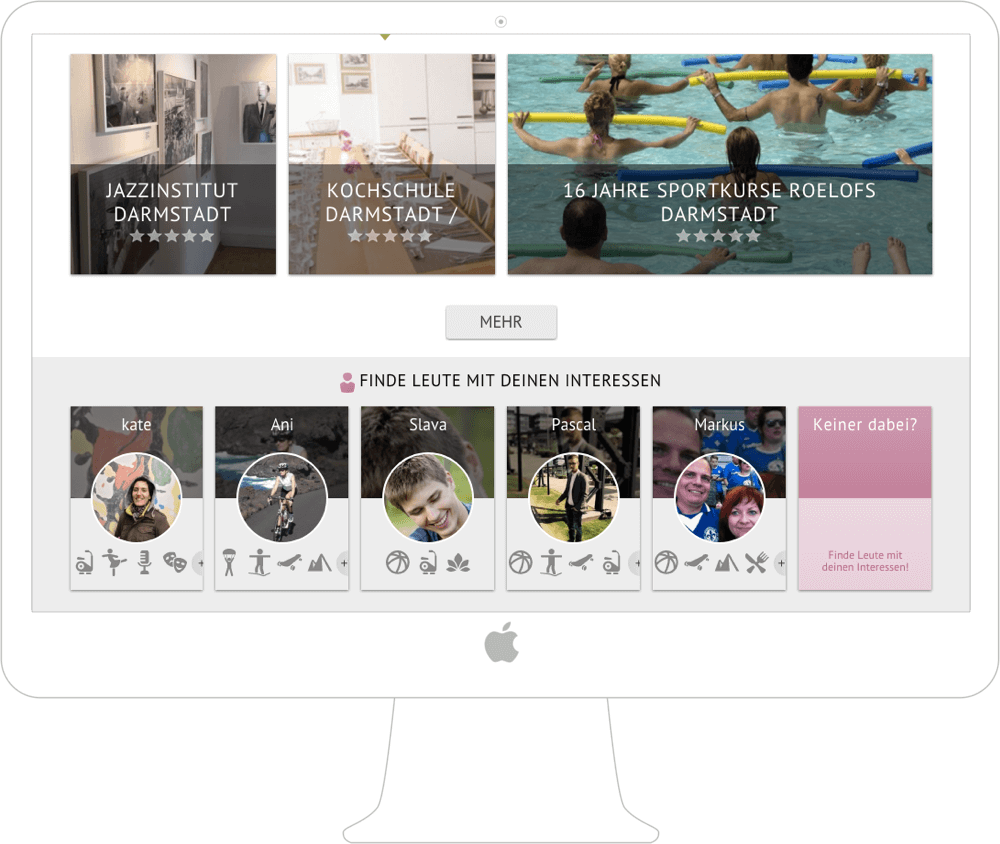 JAZZINSTITUT
DARMSTADT
KOCHSCHULE
DARMSTADT /
16 JAHRE SPORTKURSE ROELOFS
DARMSTADT
MEHR
FINDE LEUTE MIT DEINEN INTERESSEN
kate
Ani
Slava
Pascal
Markus
Keiner dabei?
+
+
+
+
Finde Leute mit
deinen Interessen!